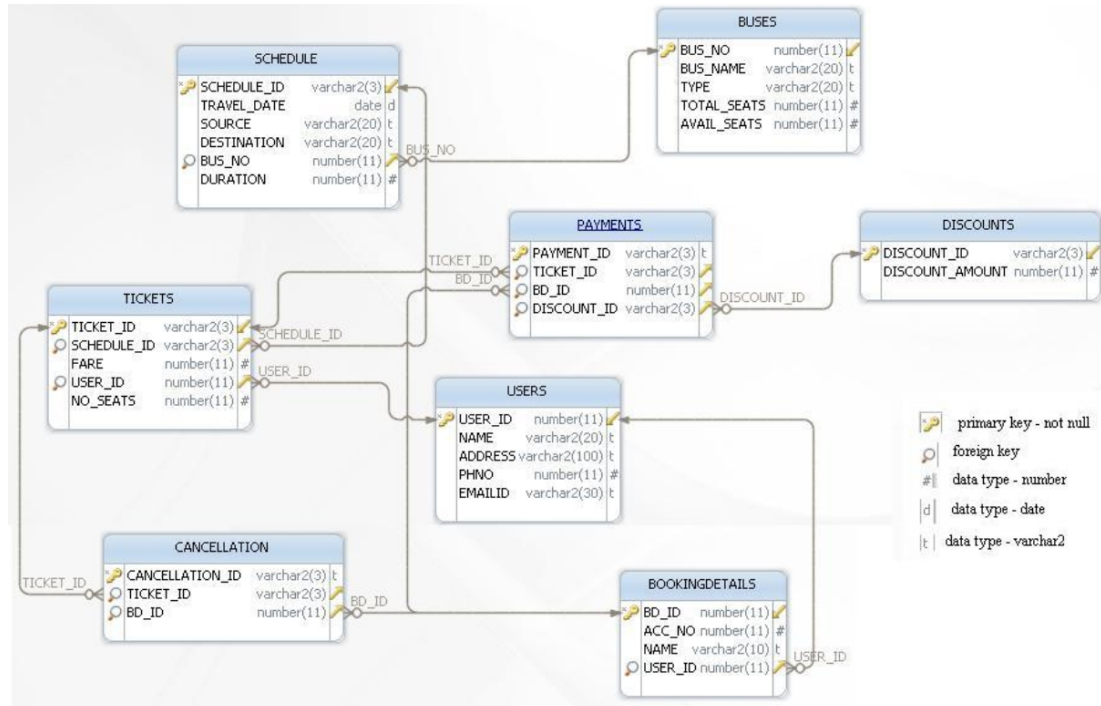 SCHEDULE
SCHEDULE_ID varchar2(3)
TRAVEL_DATE date d
SOURCE varchar2(20) t
DESTINATION varchar2(20) t
BUS_NO number(11)
DURATION number(11) #
BUS_NO
BUSES
BUS_NO number(11)
BUS_NAME varchar2(20) t
TYPE varchar2(20) t
TOTAL_SEATS number(11) #
AVAIL_SEATS number(11) #
PAYMENTS
PAYMENT_ID varchar2(3) t
TICKET_ID varchar2(3)
BD_ID number(11)
DISCOUNT_ID varchar2(3)
TICKET_ID
BD_ID
DISCOUNT_ID
DISCOUNTS
DISCOUNT_ID varchar2(3)
DISCOUNT_AMOUNT number(11) #
TICKETS
TICKET_ID varchar2(3)
SCHEDULE_ID varchar2(3)
FARE number(11) #
USER_ID number(11)
NO_SEATS number(11) #
SCHEDULE_ID
USER_ID
USERS
USER_ID number(11)
NAME varchar2(20) t
ADDRESS varchar2(100) t
PHNO number(11) #
EMAILID varchar2(30) t
primary key - not null
foreign key
# data type - number
d data type - date
t data type - varchar2
CANCELLATION
CANCELLATION_ID varchar2(3) t
TICKET_ID varchar2(3)
BD_ID number(11)
TICKET_ID
BD_ID
BOOKINGDETAILS
BD_ID number(11)
ACC_NO number(11) #
NAME varchar2(10) t
USER_ID number(11)
USER_ID